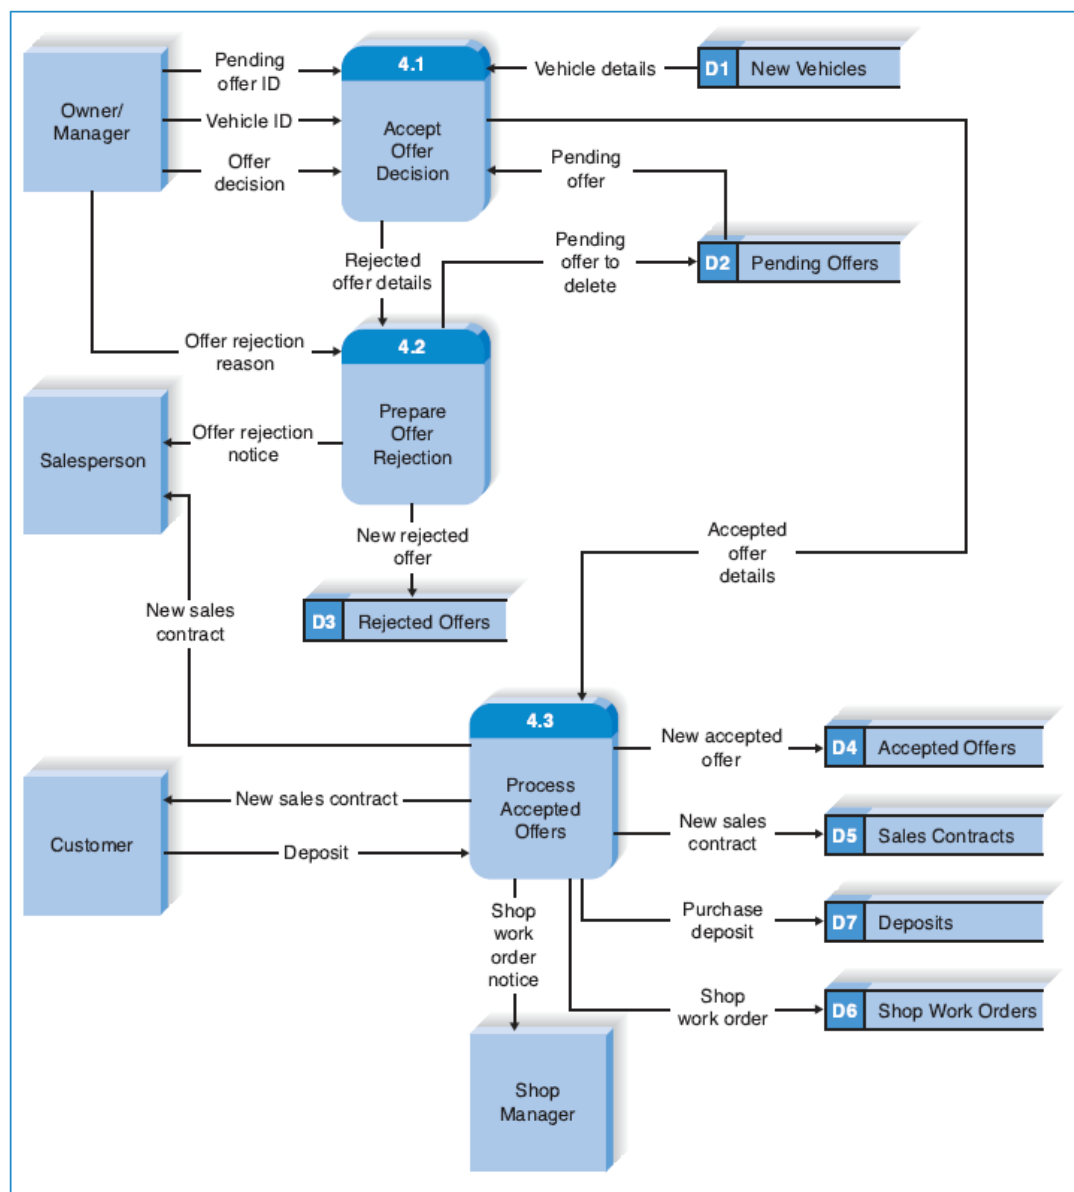 Owner/
Manager
Pending
offer ID
Vehicle ID
Offer
decision
4.1
Accept
Offer
Decision
Vehicle details
D1 New Vehicles
Pending
offer
Rejected
offer details
Pending
offer to
delete
D2 Pending Offers
Offer rejection
reason
4.2
Prepare
Offer
Rejection
Salesperson
Offer rejection
notice
New rejected
offer
Accepted
offer
details
D3 Rejected Offers
New sales
contract
4.3
Process
Accepted
Offers
New accepted
offer
D4 Accepted Offers
Customer
New sales contract
Deposit
New sales
contract
D5 Sales Contracts
Purchase
deposit
D7 Deposits
Shop
work
order
notice
Shop
work order
D6 Shop Work Orders
Shop
Manager